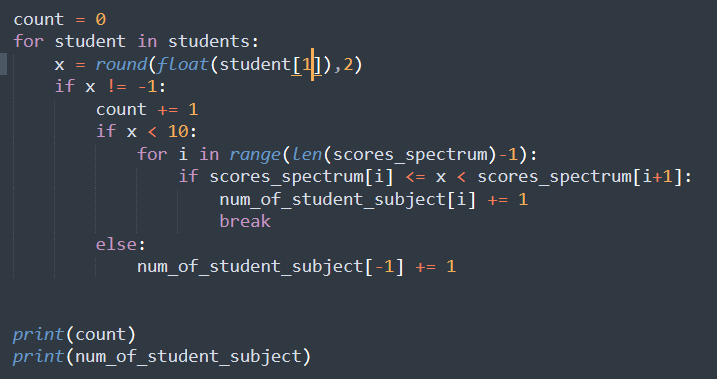 count = 0
for student in students:
    x = round(float(student[1]),2)
    if x != -1:
        count += 1
        if x < 10:
            for i in range(len(scores_spectrum)-1):
                if scores_spectrum[i] <= x < scores_spectrum[i+1]:
                    num_of_student_subject[i] += 1
                    break
        else:
            num_of_student_subject[-1] += 1
print(count)
print(num_of_student_subject)